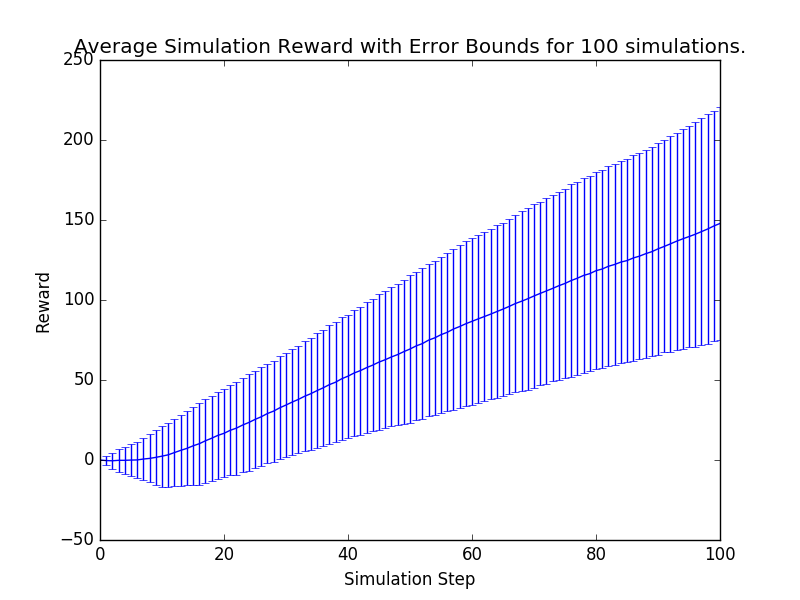 Average Simulation Reward with Error Bounds for 100 simulations.
250
200
150
100
50
0
−50
Reward
0 20 40 60 80 100
Simulation Step